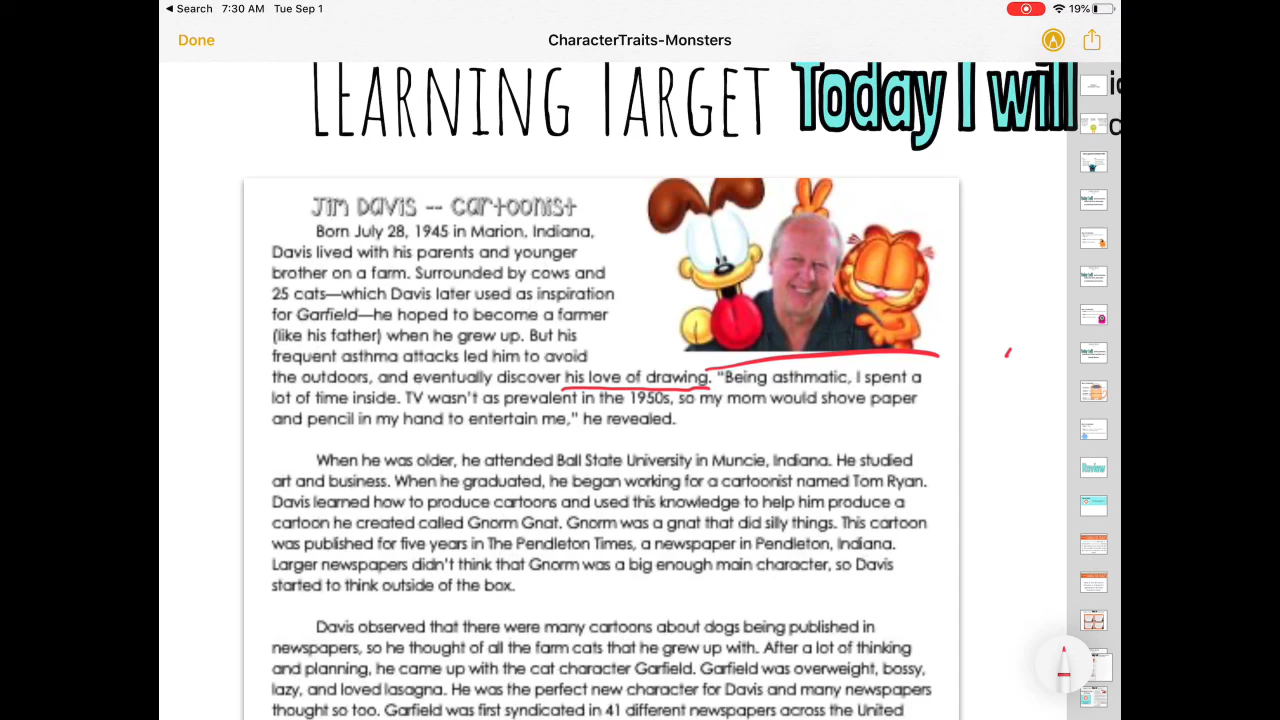 Search 7:30 AM Tue Sep 1 19%
Done CharacterTraits-Monsters
LEARNING TARGET Today I will
Jim Davis -- Cartoonist
Born July 28, 1945 in Marion, Indiana,
Davis lived with his parents and younger
brother on a farm. Surrounded by cows and
25 cats—which Davis later used as inspiration
for Garfield—he hoped to become a farmer
(like his father) when he grew up. But his
frequent asthma attacks led him to avoid
the outdoors, and eventually discover his love of drawing. “Being asthmatic, I spent a
lot of time inside. TV wasn’t as prevalent in the 1950s, so my mom would shove paper
and pencil in my hand to entertain me,” he revealed.
When he was older, he attended Ball State University in Muncie, Indiana. He studied
art and business. When he graduated, he began working for a cartoonist named Tom Ryan.
Davis learned how to produce cartoons and used this knowledge to help him produce a
cartoon he created called Gnorm Gnat. Gnorm was a gnat that did silly things. This cartoon
was published for five years in The Pendleton Times, a newspaper in Pendleton, Indiana.
Larger newspapers didn’t think that Gnorm was a big enough main character, so Davis
started to think outside of the box.
Davis observed that there were many cartoons about dogs being published in
newspapers, so he thought of all the farm cats that he grew up with. After a lot of thinking
and planning, he came up with the cat character Garfield. Garfield was overweight, bossy,
lazy, and loved lasagna. He was the perfect new character for Davis and many newspapers
thought so too. Garfield was first syndicated in 41 different newspapers across the United
Review